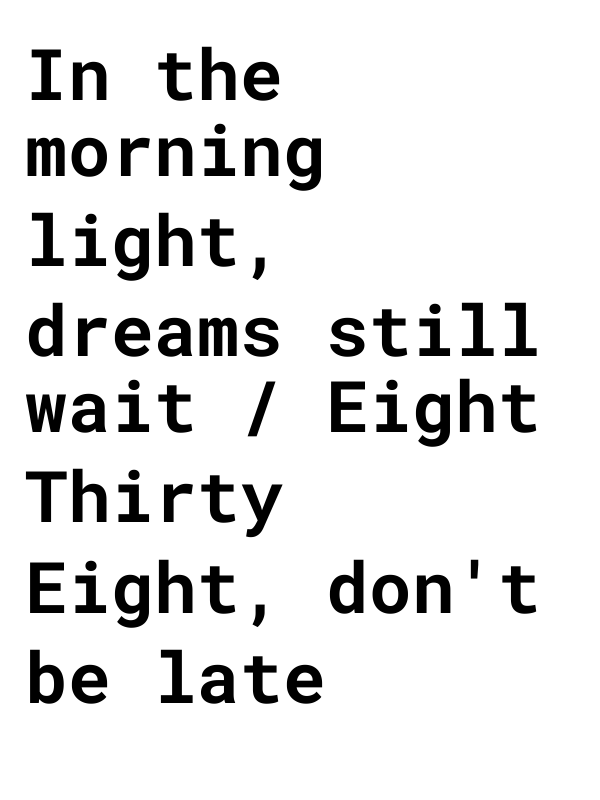 In the
morning
light,
dreams still
wait / Eight
Thirty
Eight, don't
be late